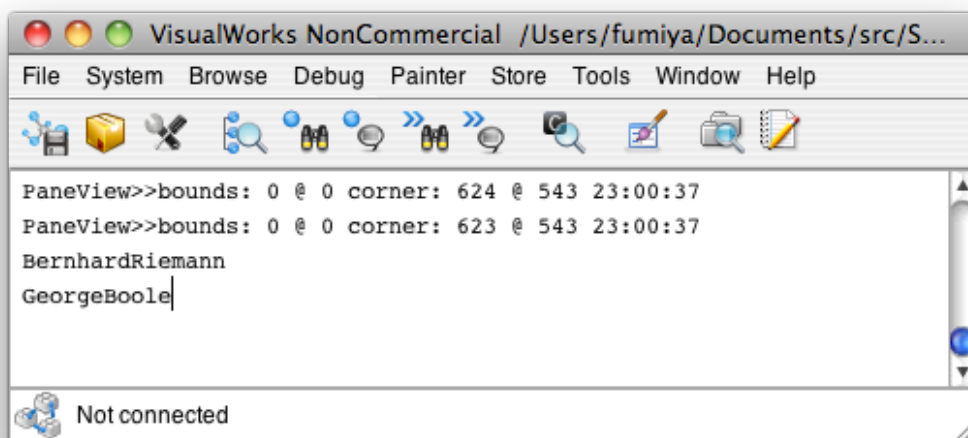 VisualWorks NonCommercial /Users/fumiya/Documents/src/S...
File System Browse Debug Painter Store Tools Window Help
PaneView>>bounds: 0 @ 0 corner: 624 @ 543 23:00:37
PaneView>>bounds: 0 @ 0 corner: 623 @ 543 23:00:37
BernhardRiemann
GeorgeBoole
Not connected